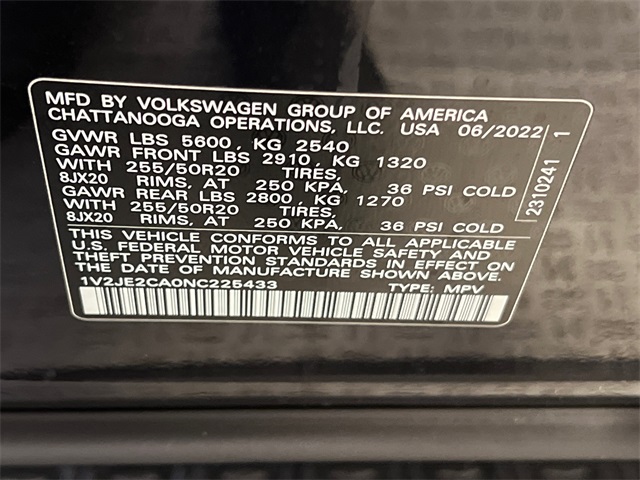 MFD BY VOLKSWAGEN GROUP OF AMERICA
CHATTANOOGA OPERATIONS, LLC. USA 06/2022
GVWR LBS 5600, KG 2540
GAWR FRONT LBS 2910, KG 1320
WITH 255/50R20 TIRES,
8JX20 RIMS, AT 250 KPA, 36 PSI COLD
GAWR REAR LBS 2800, KG 1270
WITH 255/50R20 TIRES,
8JX20 RIMS, AT 250 KPA, 36 PSI COLD
THIS VEHICLE CONFORMS TO ALL APPLICABLE
U.S. FEDERAL MOTOR VEHICLE SAFETY AND
THEFT PREVENTION STANDARDS IN EFFECT ON
THE DATE OF MANUFACTURE SHOWN ABOVE.
1V2JE2CA0NC225433 TYPE: MPV
2310241 1